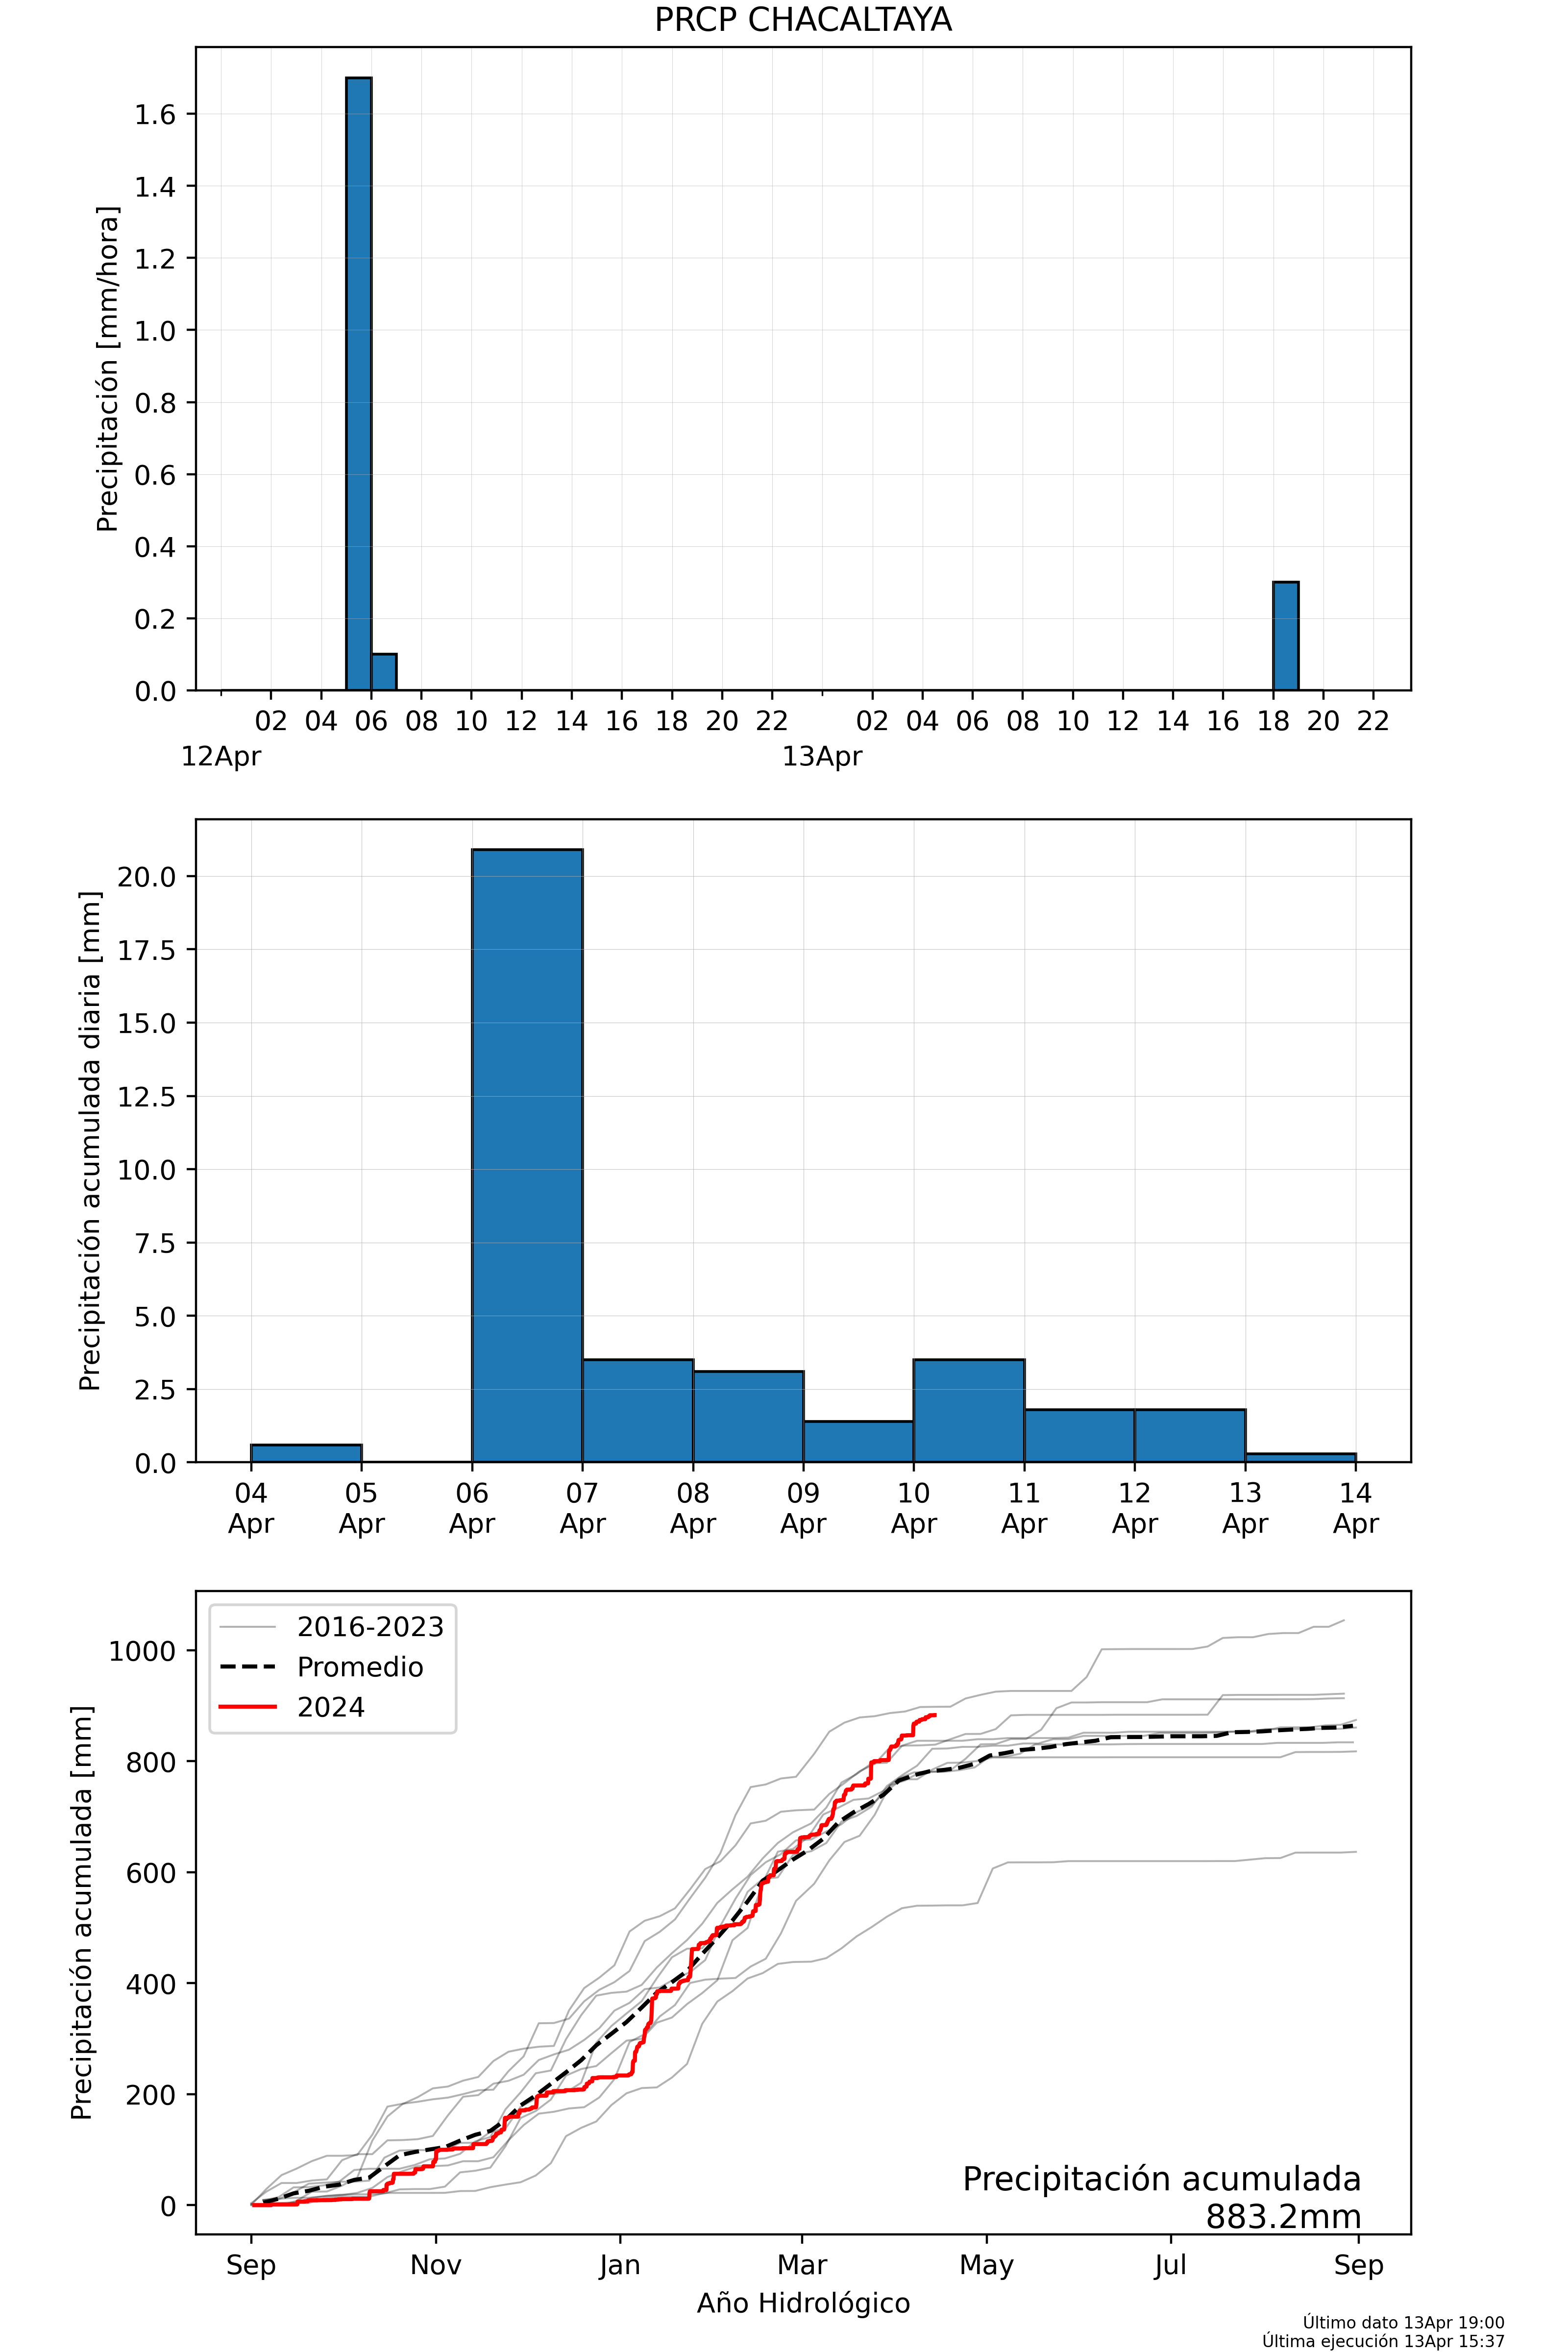 PRCP CHACALTAYA
Precipitación [mm/hora]
1.6
1.4
1.2
1.0
0.8
0.6
0.4
0.2
0.0
02 04 06 08 10 12 14 16 18 20 22 02 04 06 08 10 12 14 16 18 20 22
12Apr 13Apr
Precipitación acumulada diaria [mm]
20.0
17.5
15.0
12.5
10.0
7.5
5.0
2.5
0.0
04 05 06 07 08 09 10 11 12 13 14
Apr Apr Apr Apr Apr Apr Apr Apr Apr Apr Apr
Precipitación acumulada [mm]
1000
800
600
400
200
0
2016-2023
Promedio
2024
Precipitación acumulada
883.2mm
Sep Nov Jan Mar May Jul Sep
Año Hidrológico
Último dato 13Apr 19:00
Última ejecución 13Apr 15:37